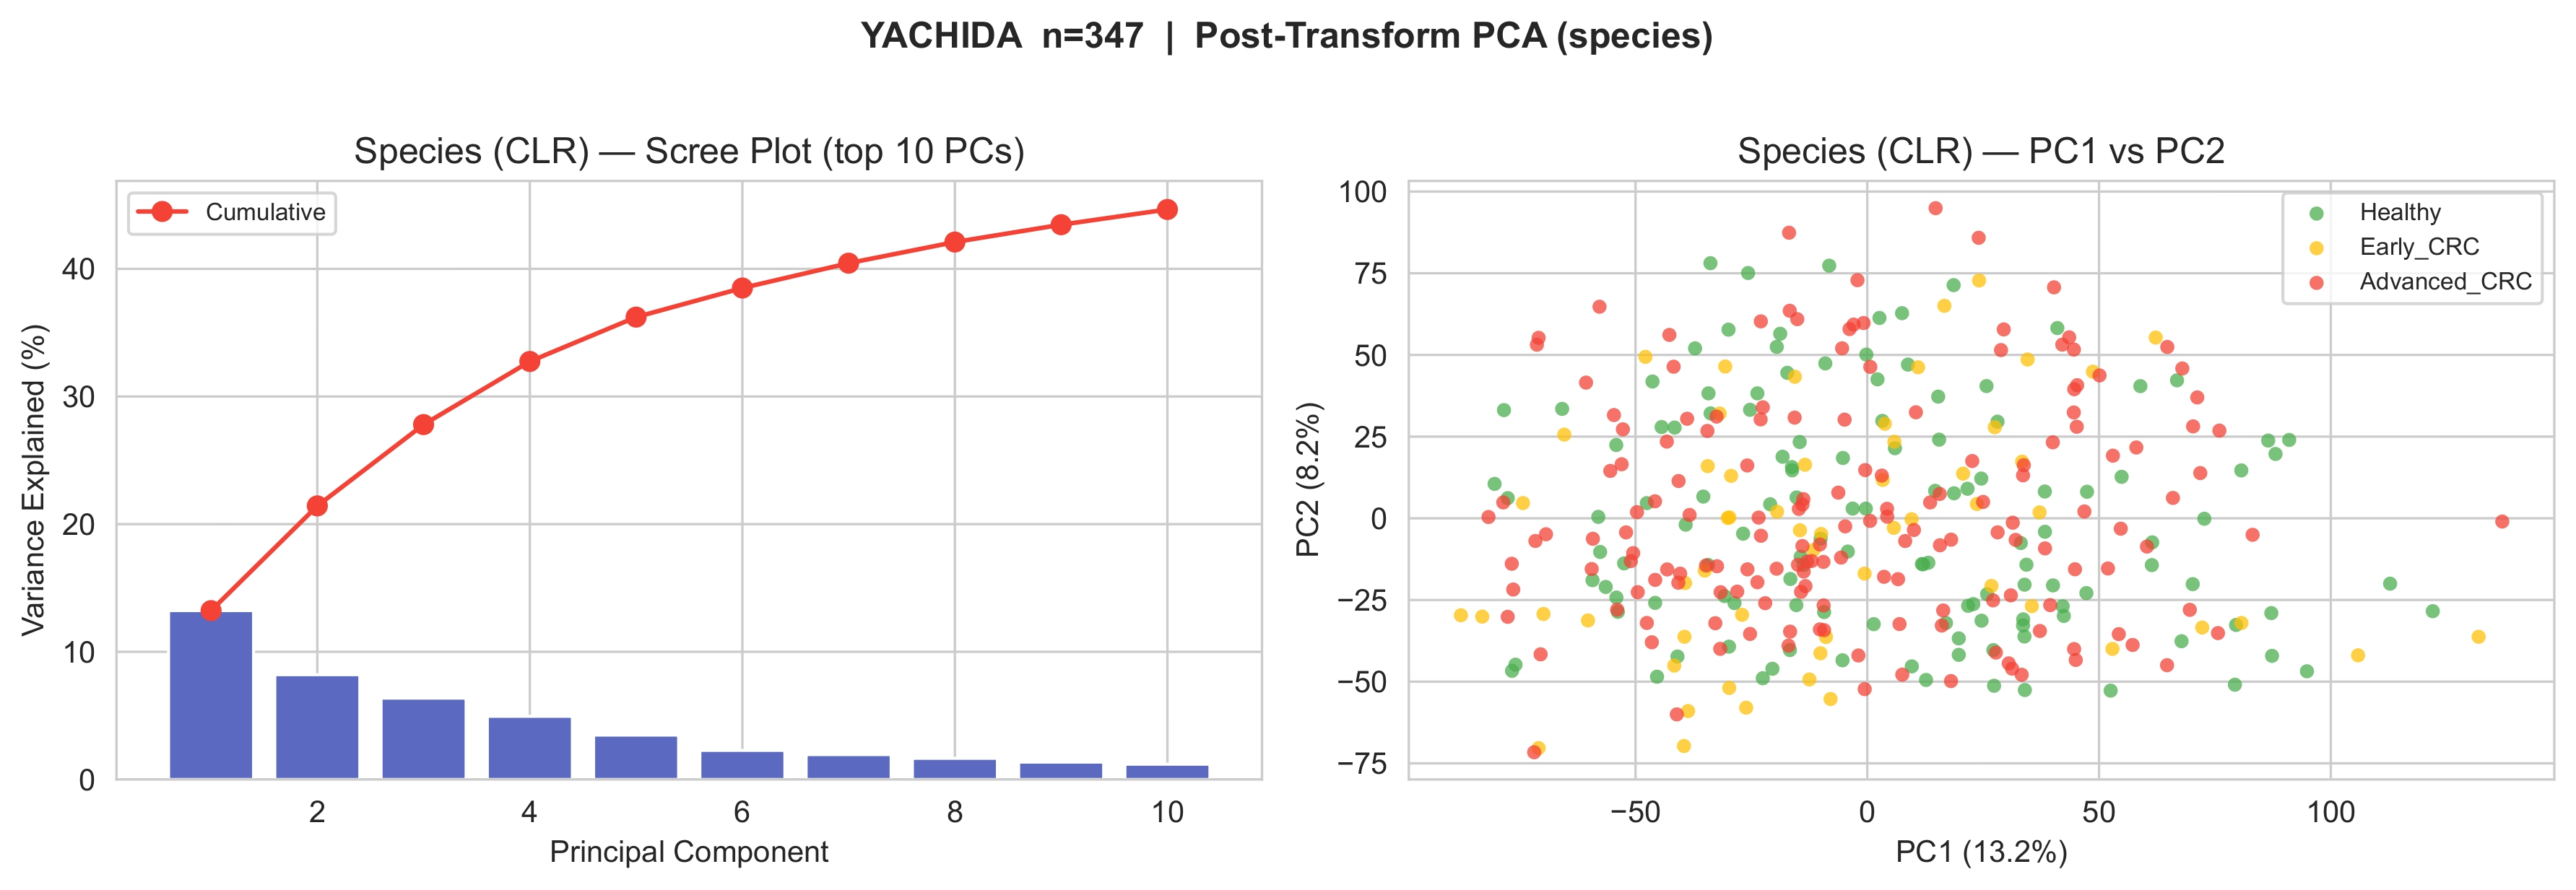 YACHIDA  n=347  |  Post-Transform PCA (species)
Species (CLR) — Scree Plot (top 10 PCs)
Cumulative
Variance Explained (%)
40
30
20
10
0
2
4
6
8
10
Principal Component
Species (CLR) — PC1 vs PC2
Healthy
Early_CRC
Advanced_CRC
PC2 (8.2%)
100
75
50
25
0
−25
−50
−75
−50
0
50
100
PC1 (13.2%)